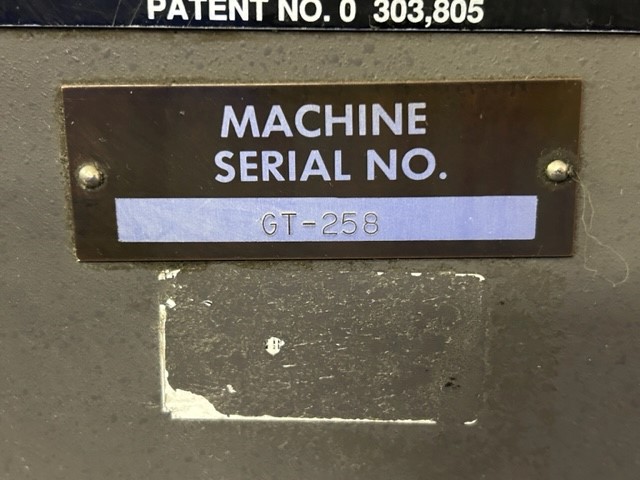 PATENT NO. 0 303,805
MACHINE
SERIAL NO.
GT-258